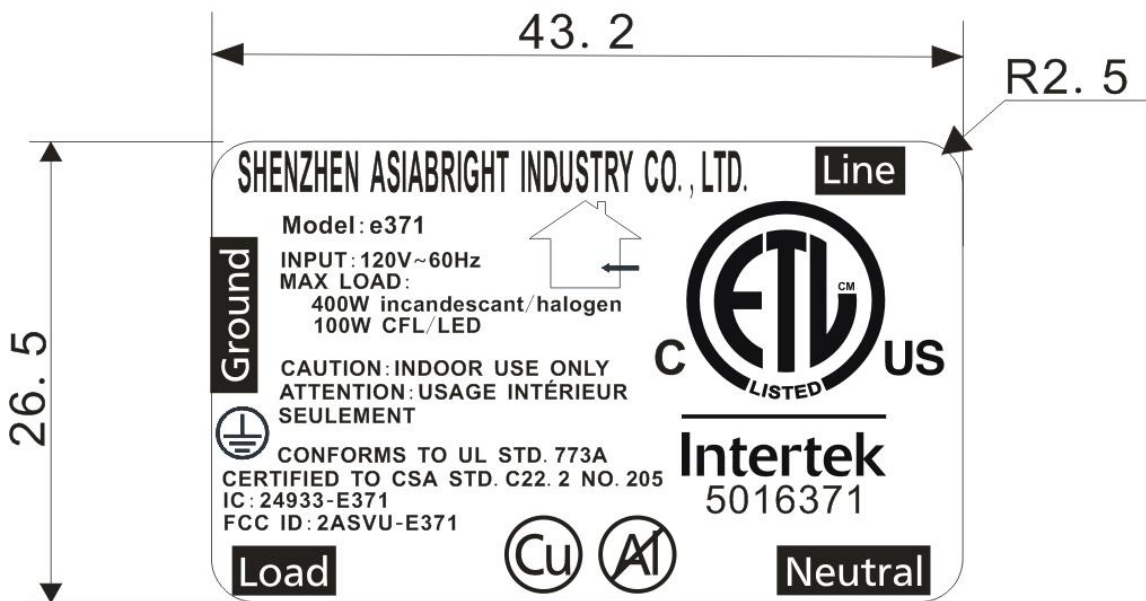 43.2
R2.5
26.5
SHENZHEN ASIABRIGHT INDUSTRY CO., LTD.
Line
Model:e371
INPUT:120V~60Hz
MAX LOAD:
400W incandescant/halogen
100W CFL/LED
Ground
CAUTION:INDOOR USE ONLY
ATTENTION:USAGE INTÉRIEUR
SEULEMENT
CONFORMS TO UL STD.773A
CERTIFIED TO CSA STD.C22.2 NO.205
IC:24933-E371
FCC ID:2ASVU-E371
ETL
CM
C
US
LISTED
Intertek
5016371
Load
Cu
Al
Neutral